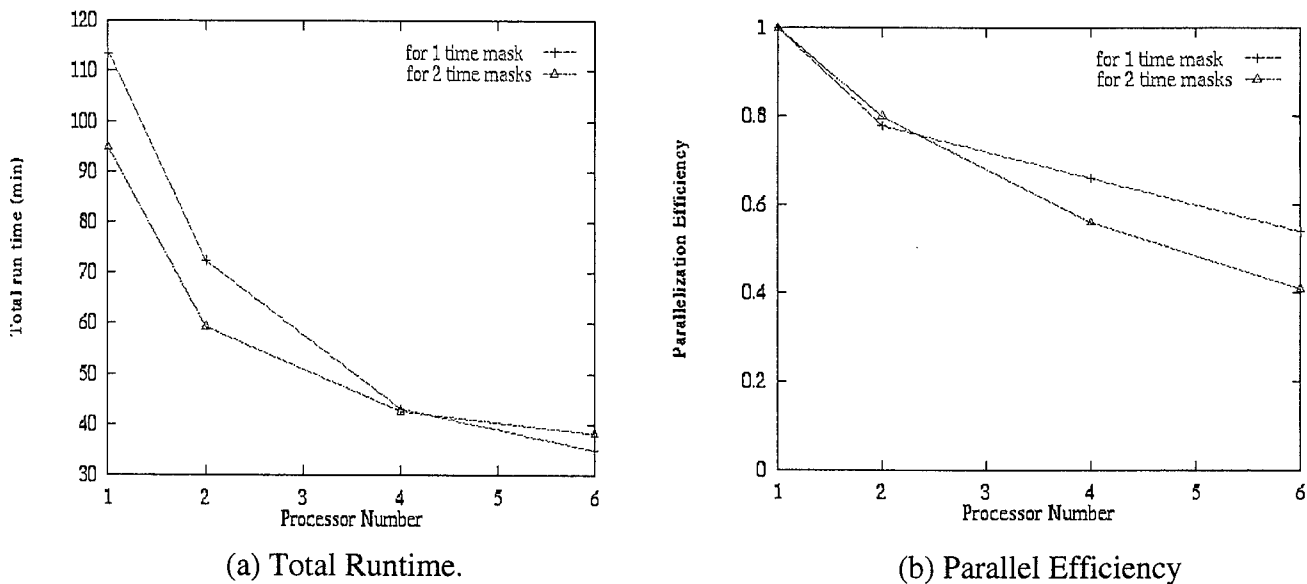 120
110
100
90
80
70
60
50
40
30
Total run time (min)
for 1 time mask
for 2 time masks
1
2
3
4
5
6
Processor Number
(a) Total Runtime.
1
0.8
0.6
0.4
0.2
0
Parallelization Efficiency
for 1 time mask
for 2 time masks
1
2
3
4
5
6
Processor Number
(b) Parallel Efficiency